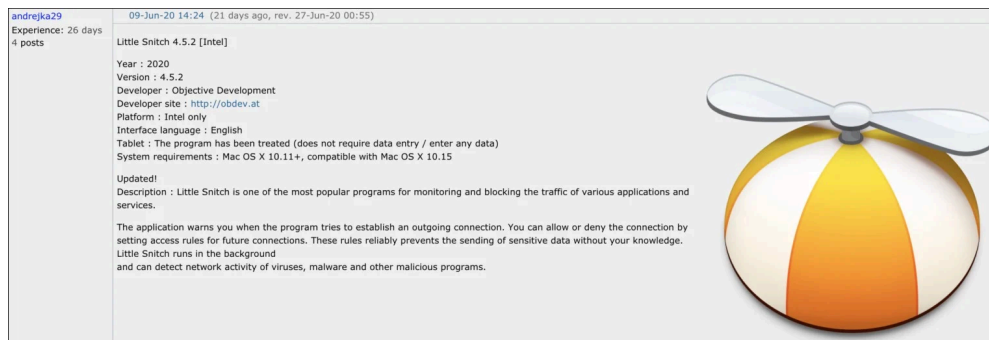 andrejka29
Experience: 26 days
4 posts
09-Jun-20 14:24 (21 days ago, rev. 27-Jun-20 00:55)
Little Snitch 4.5.2 [Intel]
Year : 2020
Version : 4.5.2
Developer : Objective Development
Developer site : http://obdev.at
Platform : Intel only
Interface language : English
Tablet : The program has been treated (does not require data entry / enter any data)
System requirements : Mac OS X 10.11+, compatible with Mac OS X 10.15
Updated!
Description : Little Snitch is one of the most popular programs for monitoring and blocking the traffic of various applications and
services.
The application warns you when the program tries to establish an outgoing connection. You can allow or deny the connection by
setting access rules for future connections. These rules reliably prevents the sending of sensitive data without your knowledge.
Little Snitch runs in the background
and can detect network activity of viruses, malware and other malicious programs.